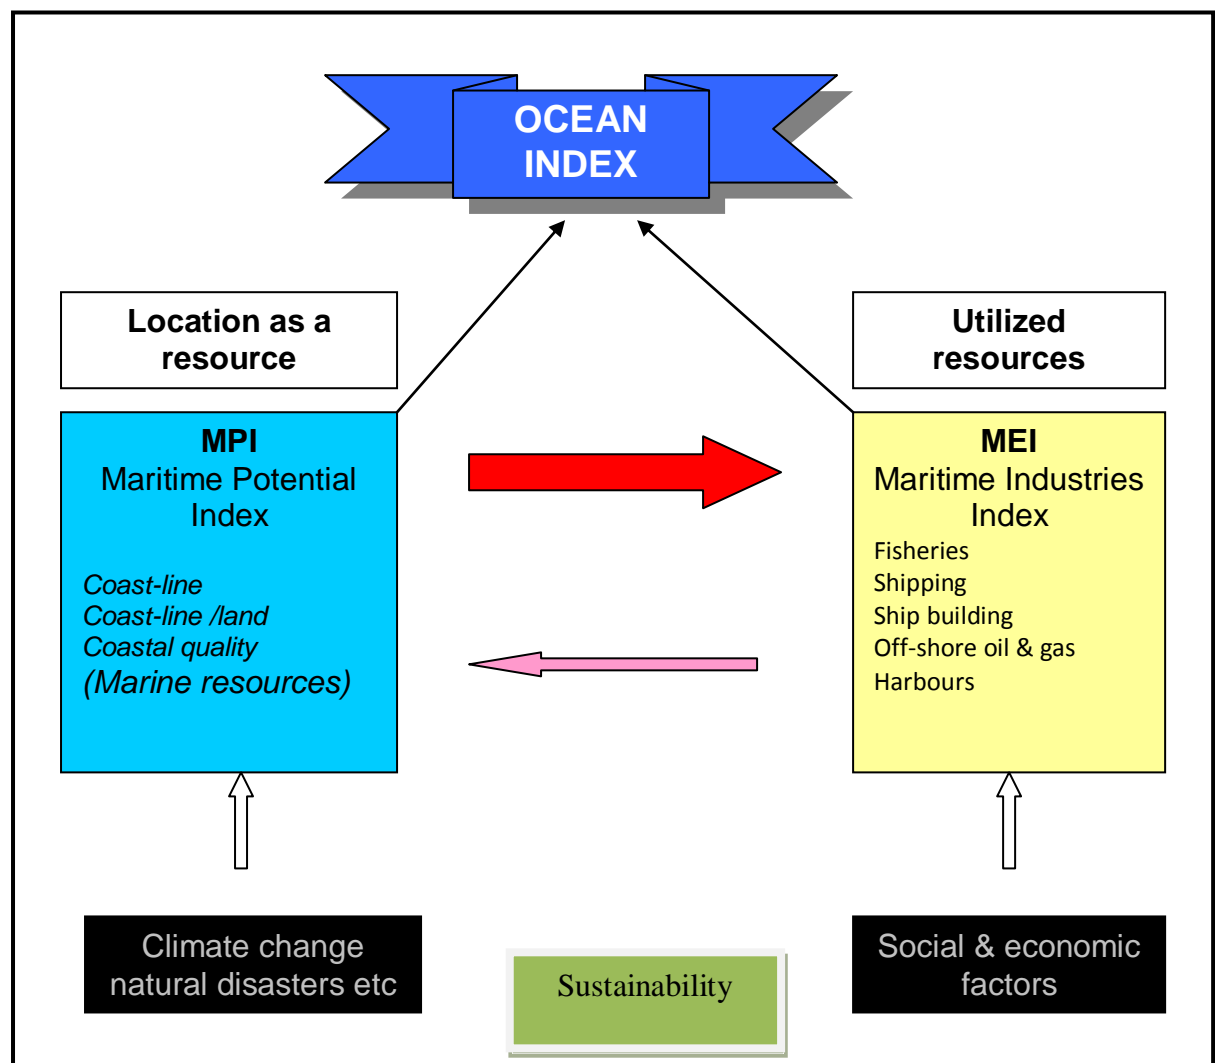 OCEAN
INDEX
Location as a
resource
Utilized
resources
MPI
Maritime Potential
Index
Coast-line
Coast-line /land
Coastal quality
(Marine resources)
MEI
Maritime Industries
Index
Fisheries
Shipping
Ship building
Off-shore oil & gas
Harbours
Climate change
natural disasters etc
Sustainability
Social & economic
factors